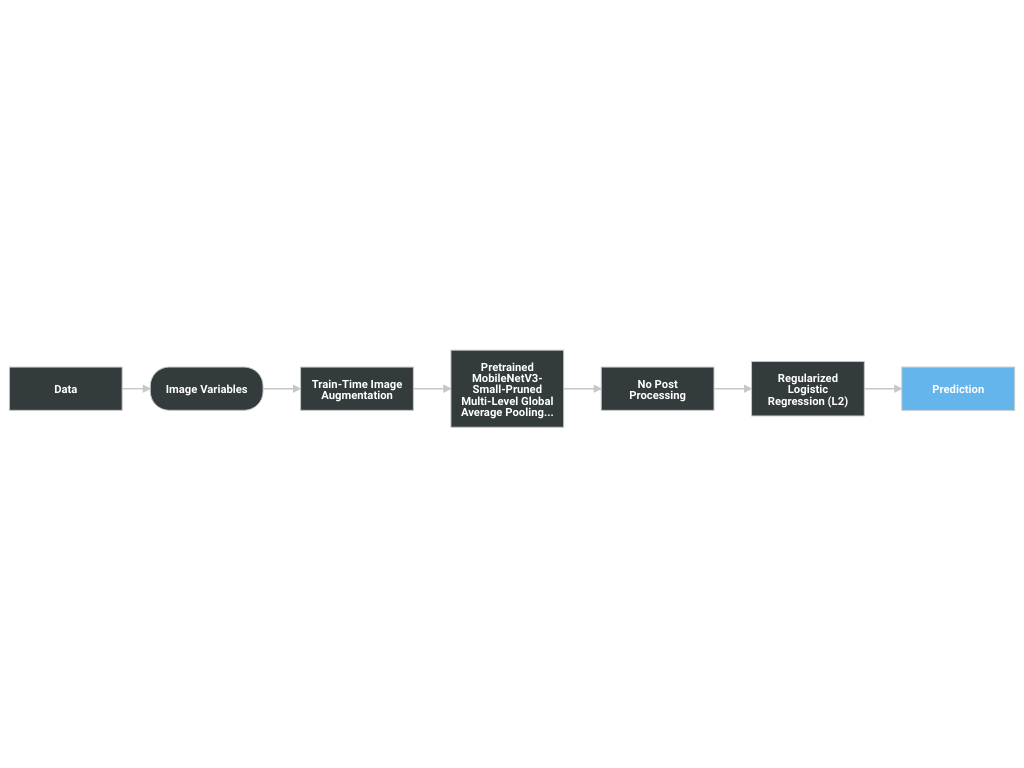 Data
Image Variables
Train-Time Image
Augmentation
Pretrained
MobileNetV3-
Small-Pruned
Multi-Level Global
Average Pooling...
No Post
Processing
Regularized
Logistic
Regression (L2)
Prediction